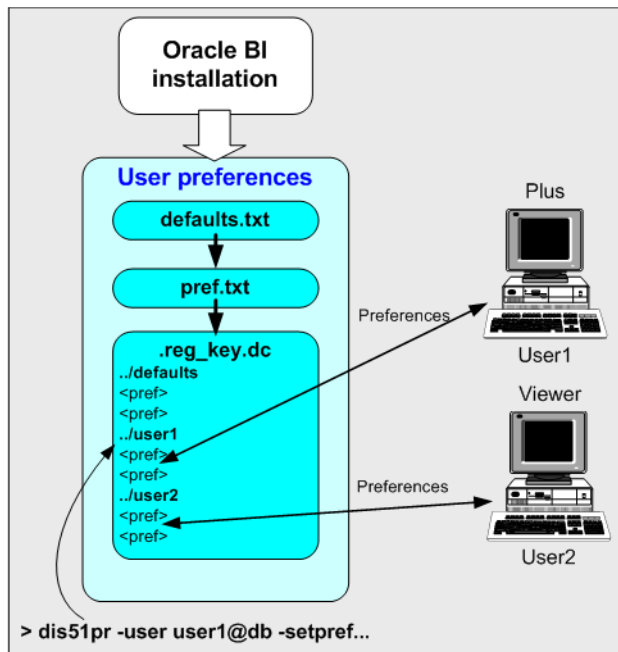 Oracle BI
installation
User preferences
defaults.txt
pref.txt
.reg_key.dc
../defaults
<pref>
<pref>
../user1
<pref>
<pref>
../user2
<pref>
<pref>
Plus
Preferences
User1
Viewer
Preferences
User2
> dis51pr -user user1@db -setpref...